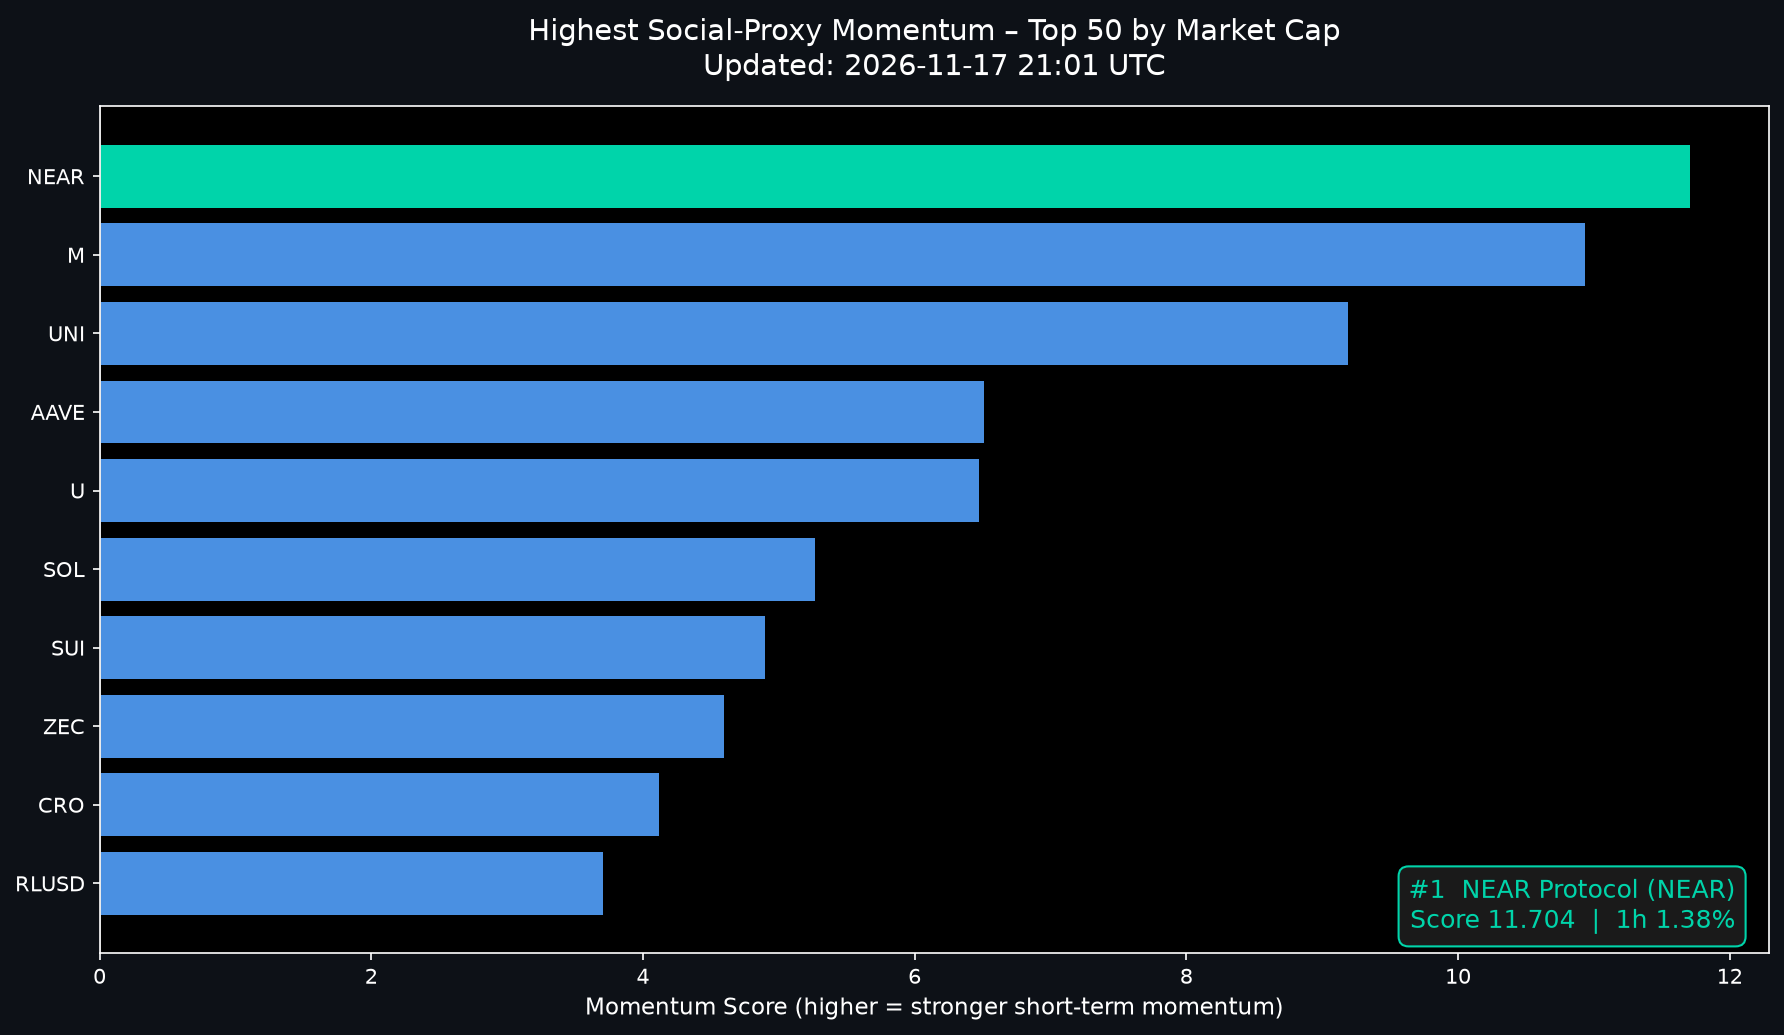 Highest Social-Proxy Momentum – Top 50 by Market Cap
Updated: 2026-11-17 21:01 UTC
NEAR
M
UNI
AAVE
U
SOL
SUI
ZEC
CRO
RLUSD
#1  NEAR Protocol (NEAR)
Score 11.704  |  1h 1.38%
0 2 4 6 8 10 12
Momentum Score (higher = stronger short-term momentum)